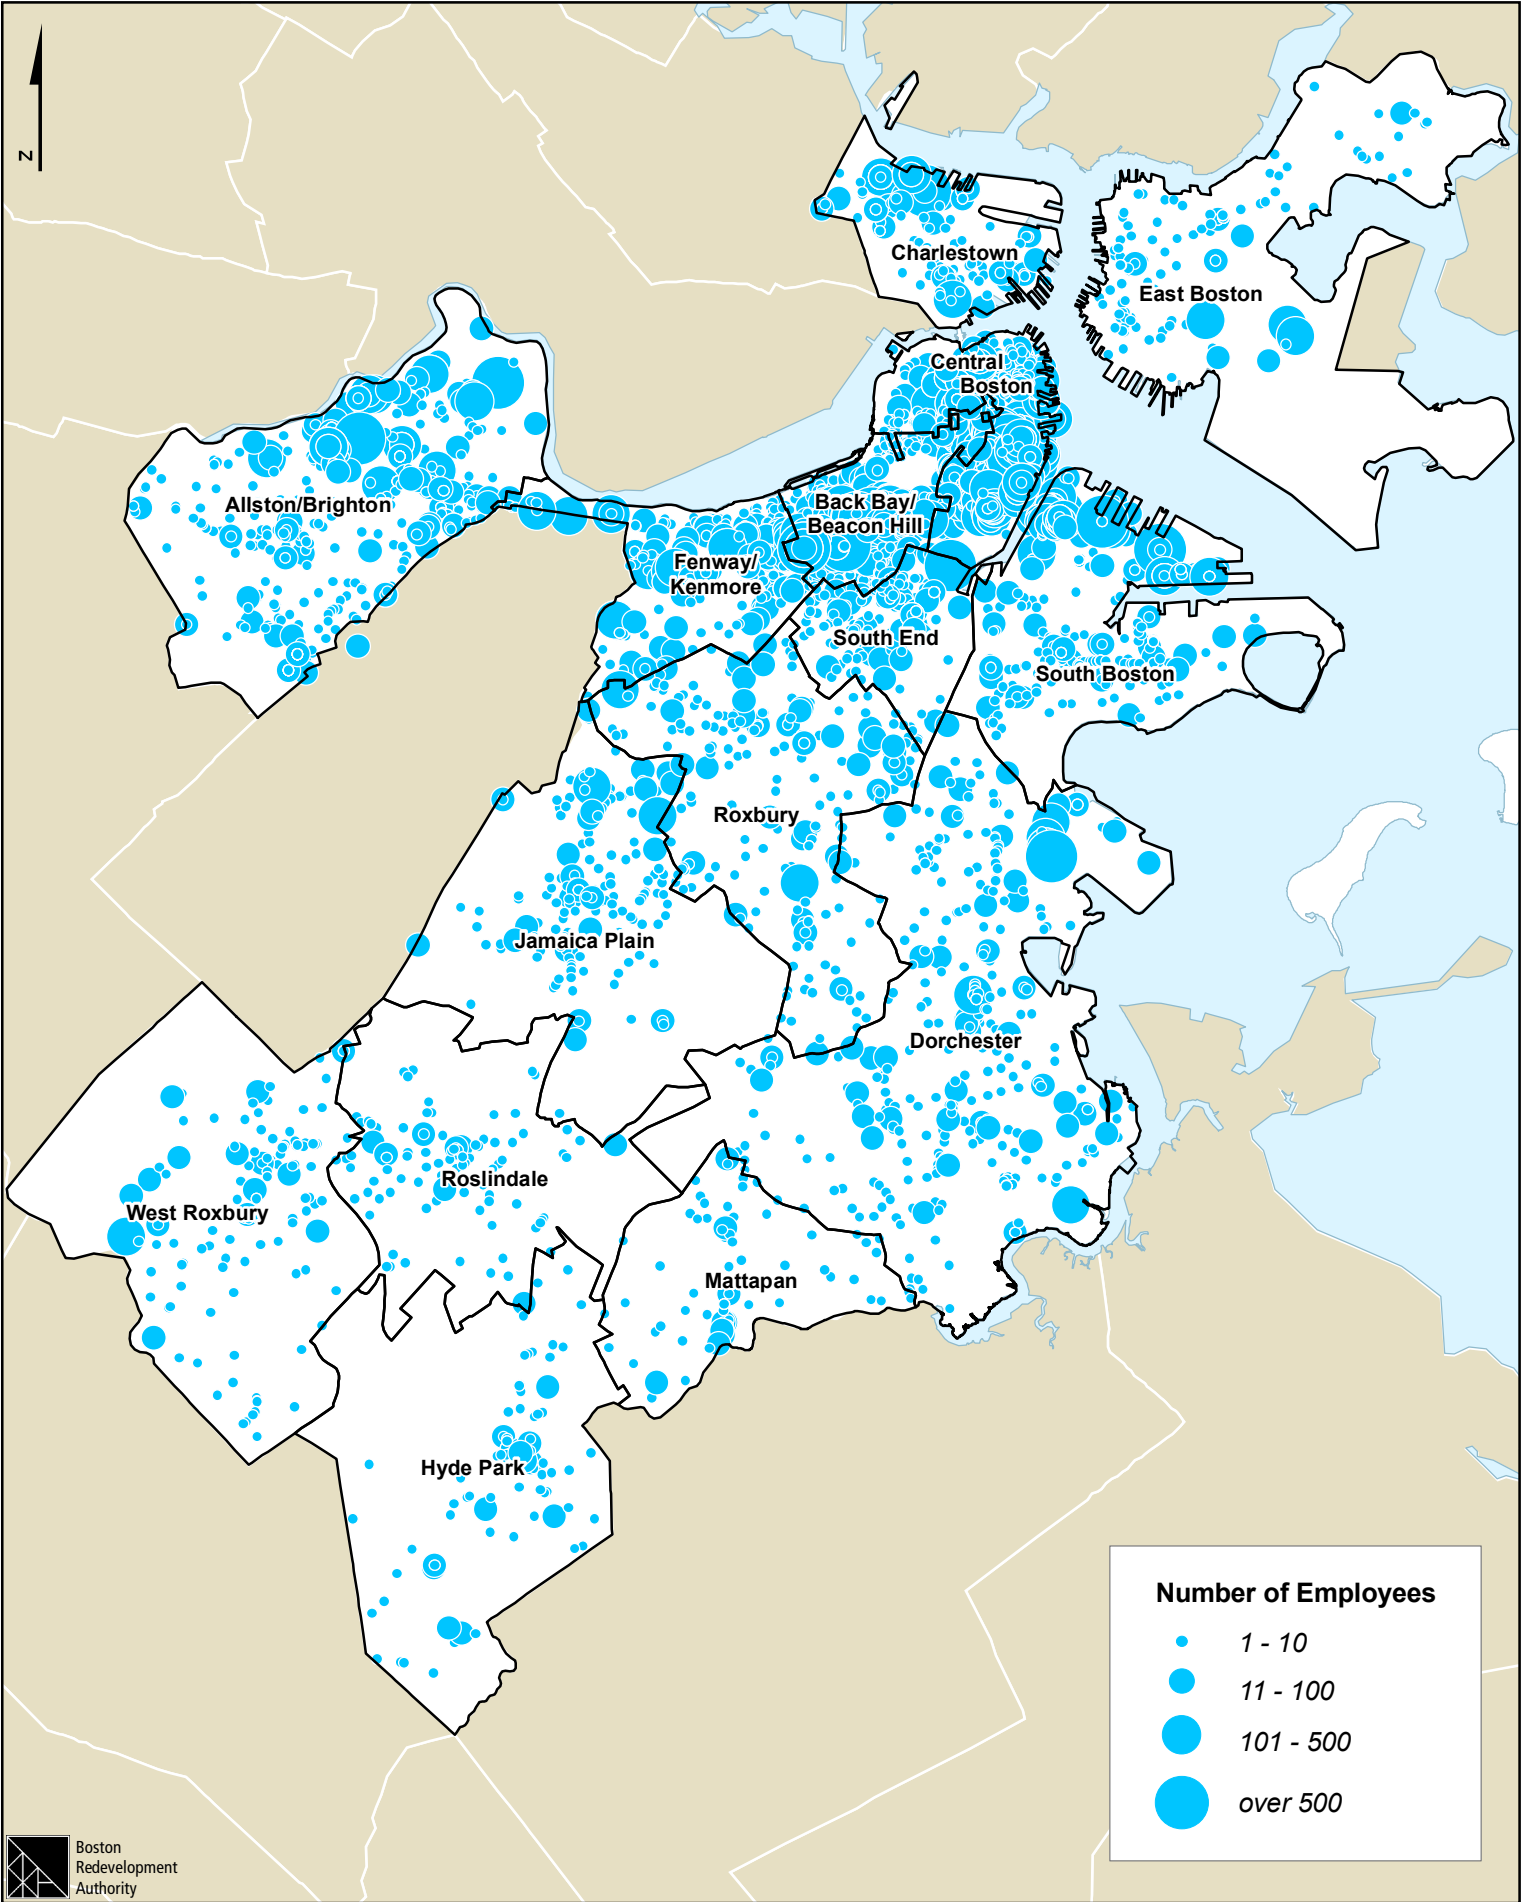 N
Charlestown
East Boston
Central
Boston
Allston/Brighton
Back Bay/
Beacon Hill
Fenway/
Kenmore
South End
South Boston
Roxbury
Jamaica Plain
Dorchester
Roslindale
West Roxbury
Mattapan
Hyde Park
Number of Employees
1 - 10
11 - 100
101 - 500
over 500
Boston
Redevelopment
Authority